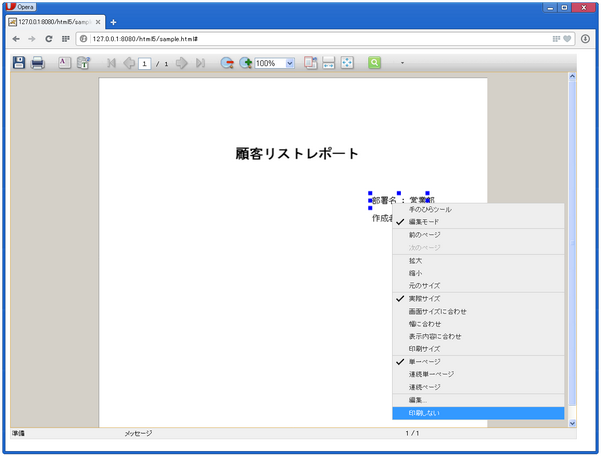 Opera
127.0.0.1:8080/html5/samp
127.0.0.1:8080/html5/sample.html#
1 / 1
100%
顧客リストレポート
部署名 : 営業部
作成
手のひらツール
編集モード
前のページ
次のページ
拡大
縮小
元のサイズ
実際サイズ
画面サイズに合わせ
幅に合わせ
表示内容に合わせ
印刷サイズ
単一ページ
連続単一ページ
連続ページ
編集...
印刷しない
準備
メッセージ
1 / 1